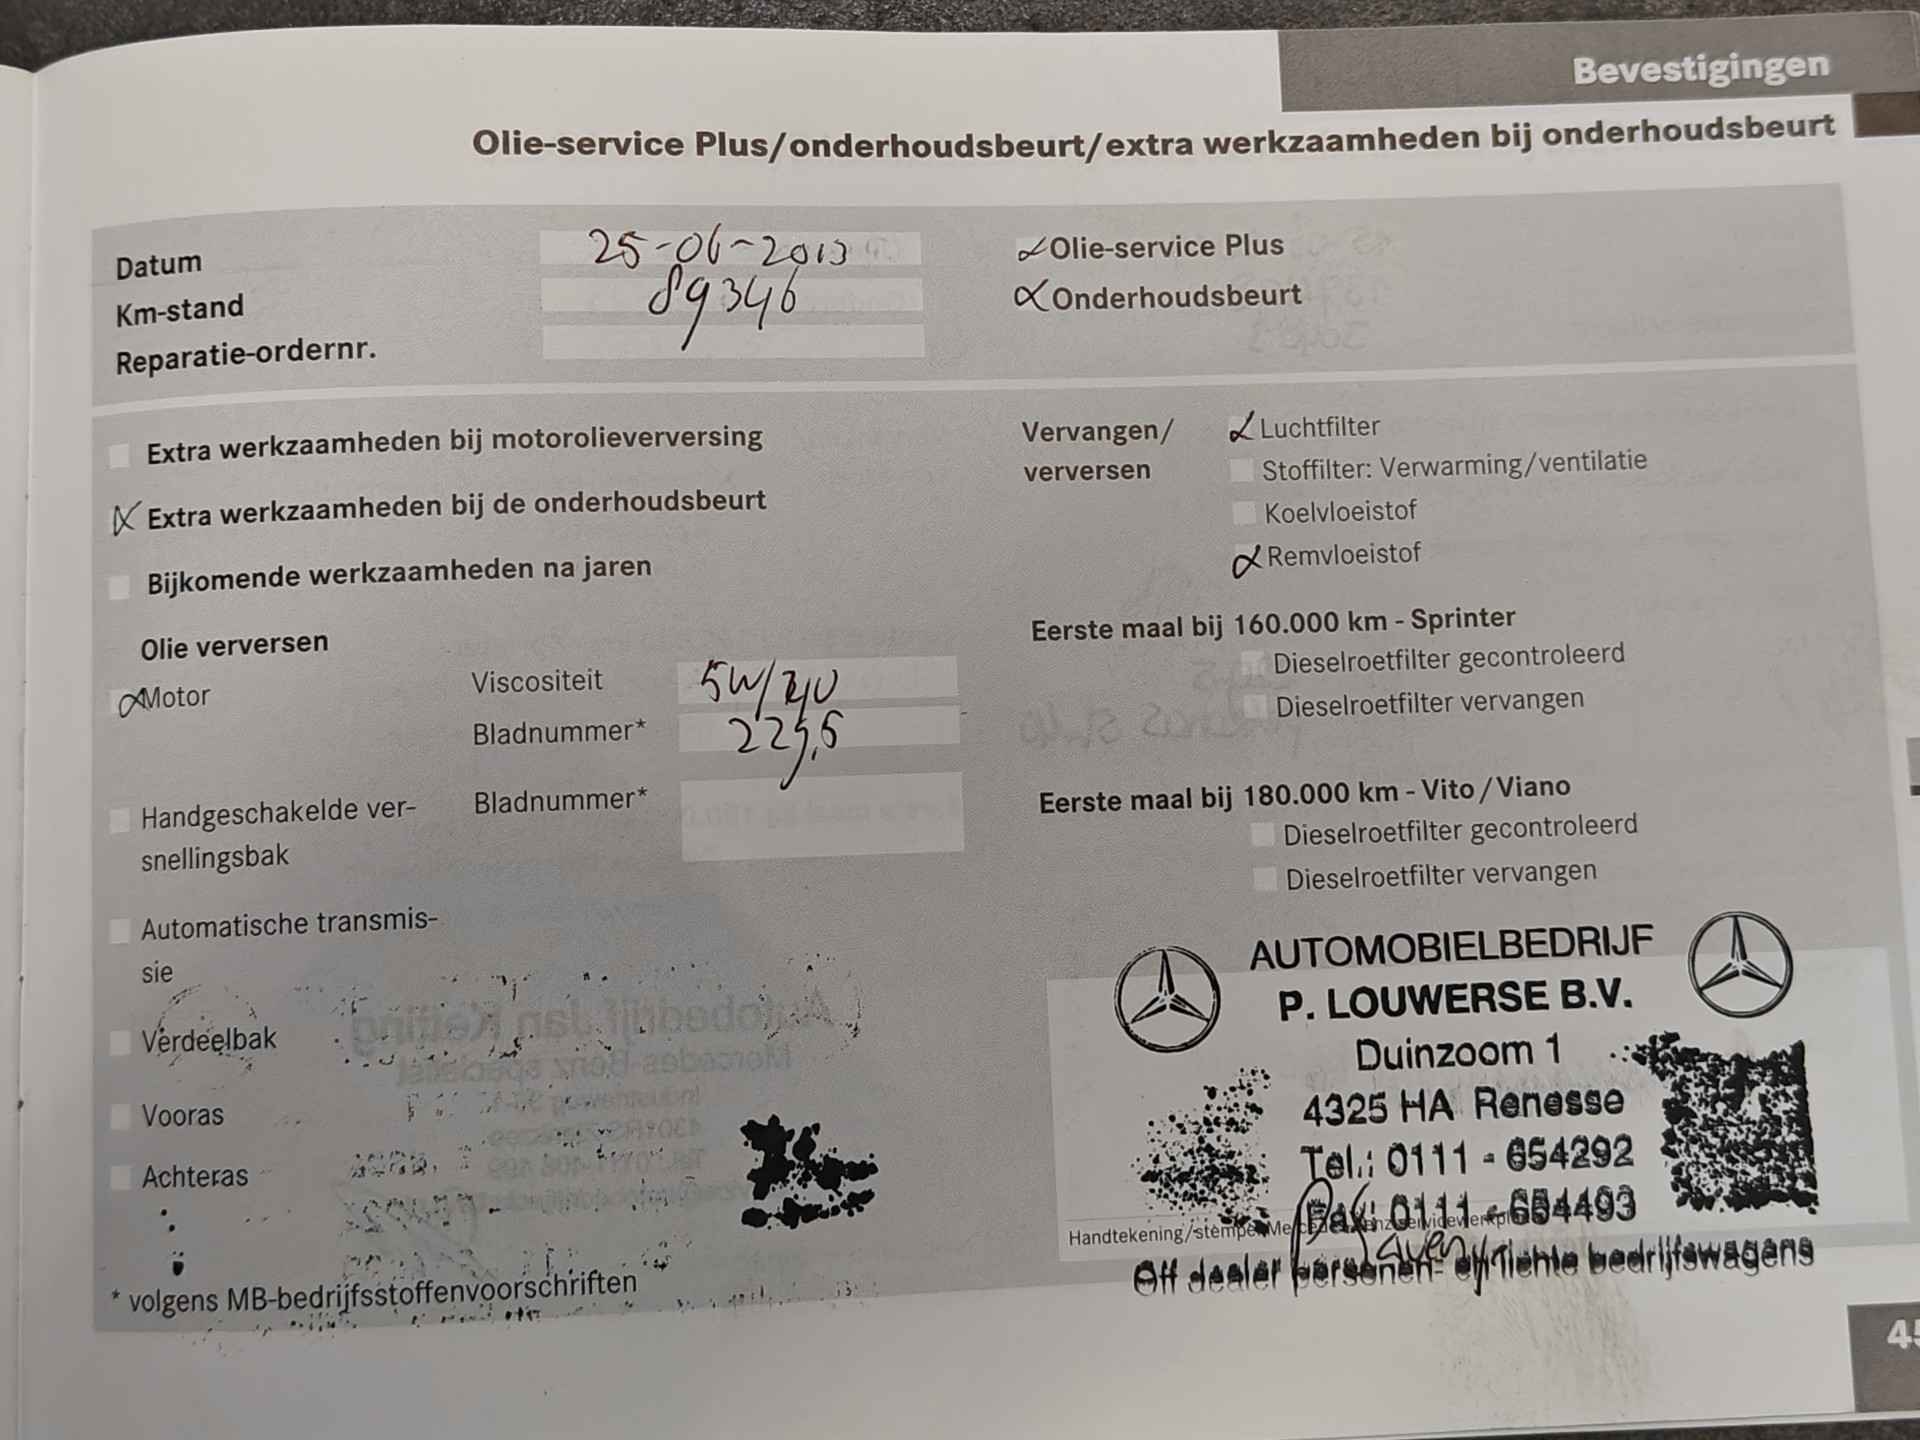 Bevestigingen
Olie-service Plus/onderhoudsbeurt/extra werkzaamheden bij onderhoudsbeurt
Datum 25-06-2013
Km-stand 89346
Reparatie-ordernr.
Olie-service Plus
Onderhoudsbeurt
Extra werkzaamheden bij motorolieverversing
Extra werkzaamheden bij de onderhoudsbeurt
Bijkomende werkzaamheden na jaren
Olie verversen
Motor Viscositeit 5W/
Bladnummer* 229,5
Handgeschakelde ver- Bladnummer*
snellingsbak
Automatische transmis-
sie
Verdeelbak
Vooras
Achteras
* volgens MB-bedrijfsstoffenvoorschriften
Vervangen/ Luchtfilter
verversen Stoffilter: Verwarming/ventilatie
Koelvloeistof
Remvloeistof
Eerste maal bij 160.000 km - Sprinter
Dieselroetfilter gecontroleerd
Dieselroetfilter vervangen
Eerste maal bij 180.000 km - Vito/Viano
Dieselroetfilter gecontroleerd
Dieselroetfilter vervangen
AUTOMOBIELBEDRIJF
P. LOUWERSE B.V.
Duinzoom 1
4325 HA Renesse
Tel.: 0111 - 654292
Fax: 0111 - 654493
Handtekening/stempel
Off dealer personen- en lichte bedrijfswagens